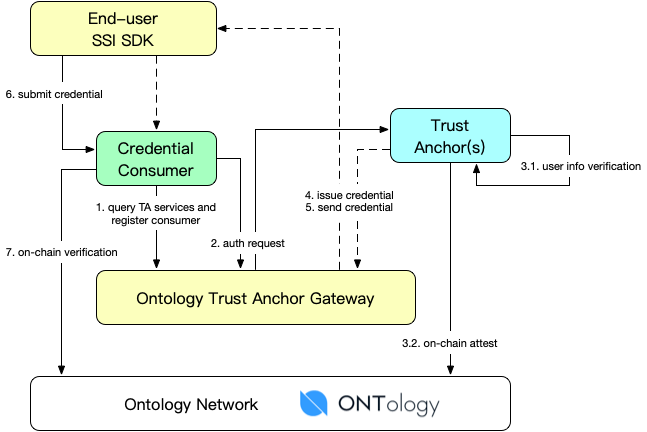 End-user
SSI SDK
6. submit credential
Trust
Anchor(s)
Credential
Consumer
3.1. user info verification
4. issue credential
5. send credential
1. query TA services and
register consumer
2. auth request
7. on-chain verification
Ontology Trust Anchor Gateway
3.2. on-chain attest
Ontology Network
ONTology